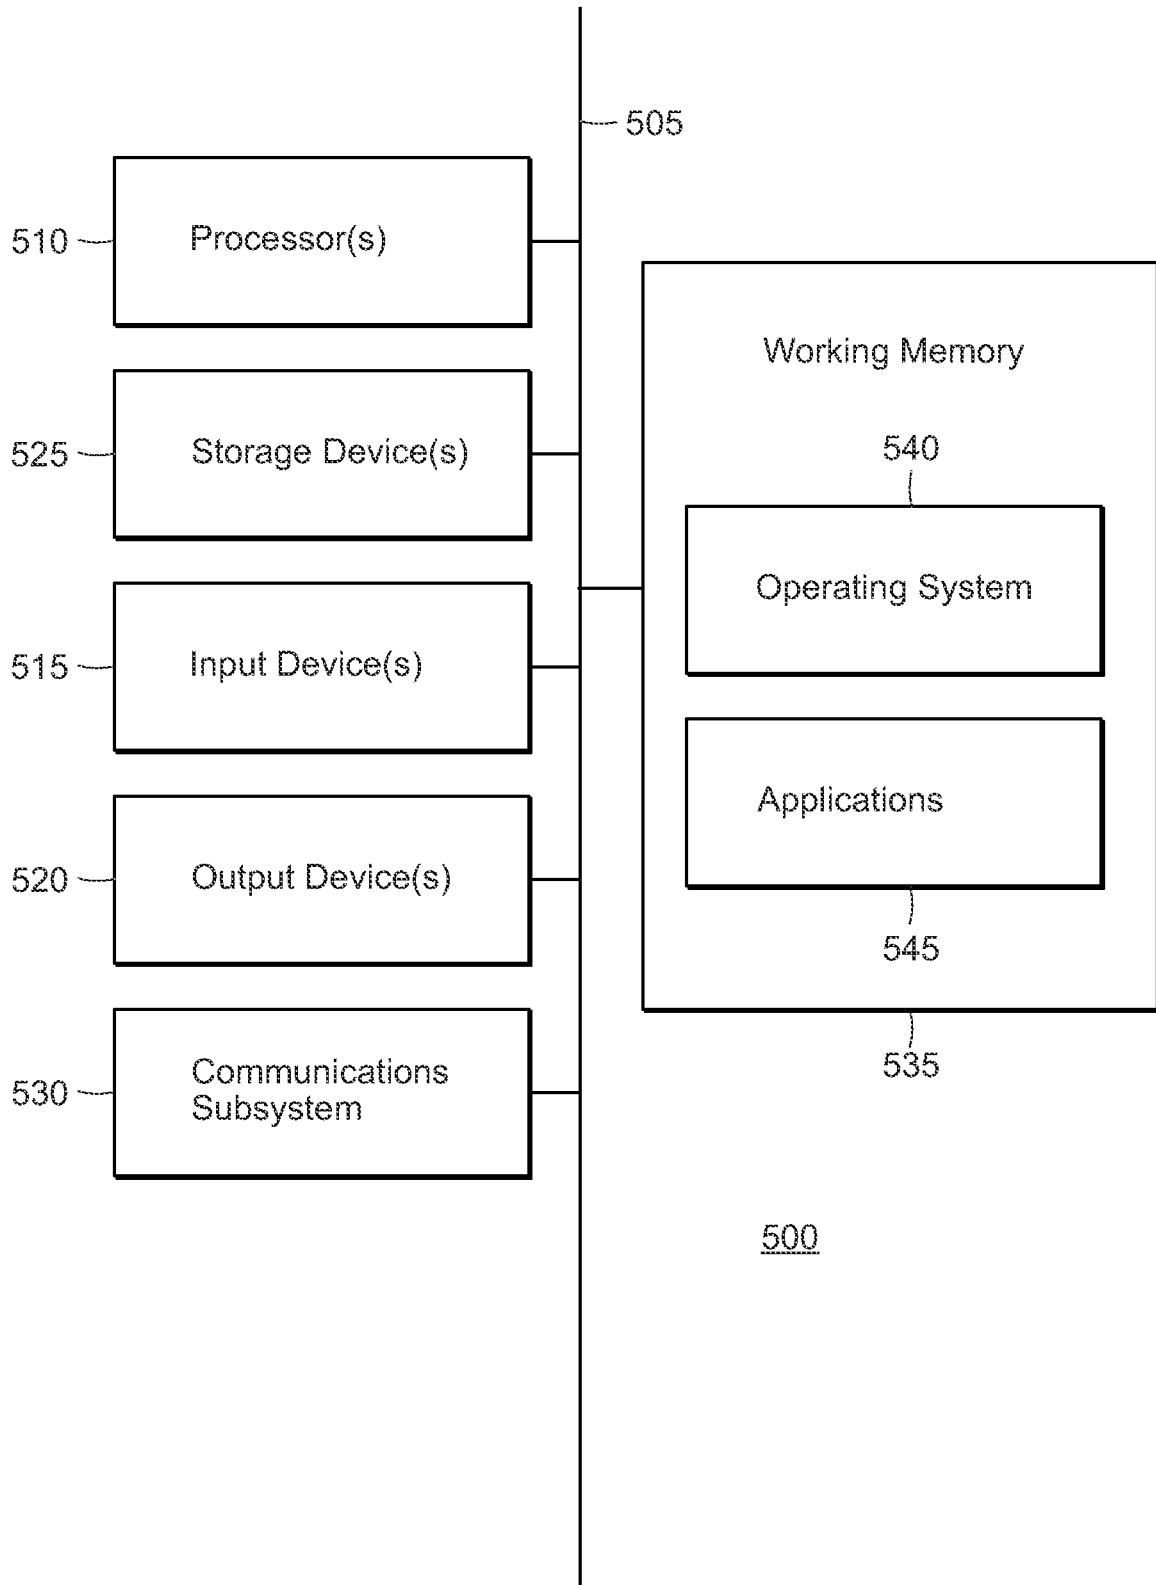 505
510
Processor(s)
Working Memory
525
Storage Device(s)
540
Operating System
515
Input Device(s)
Applications
520
Output Device(s)
545
530
Communications
Subsystem
535
500